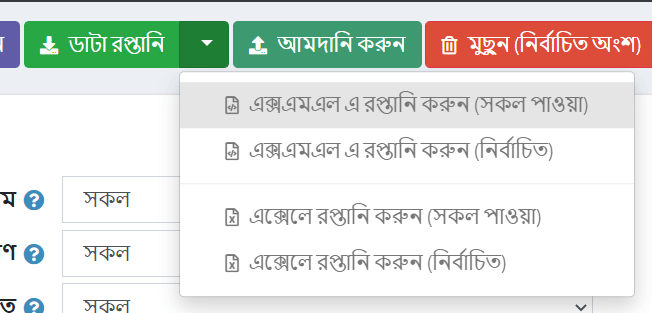 ডাটা রপ্তানি
আমদানি করুন
মুছুন (নির্বাচিত অংশ)
এক্সএমএল এ রপ্তানি করুন (সকল পাওয়া)
এক্সএমএল এ রপ্তানি করুন (নির্বাচিত)
সকল
এক্সেলে রপ্তানি করুন (সকল পাওয়া)
সকল
এক্সেলে রপ্তানি করুন (নির্বাচিত)
সকল